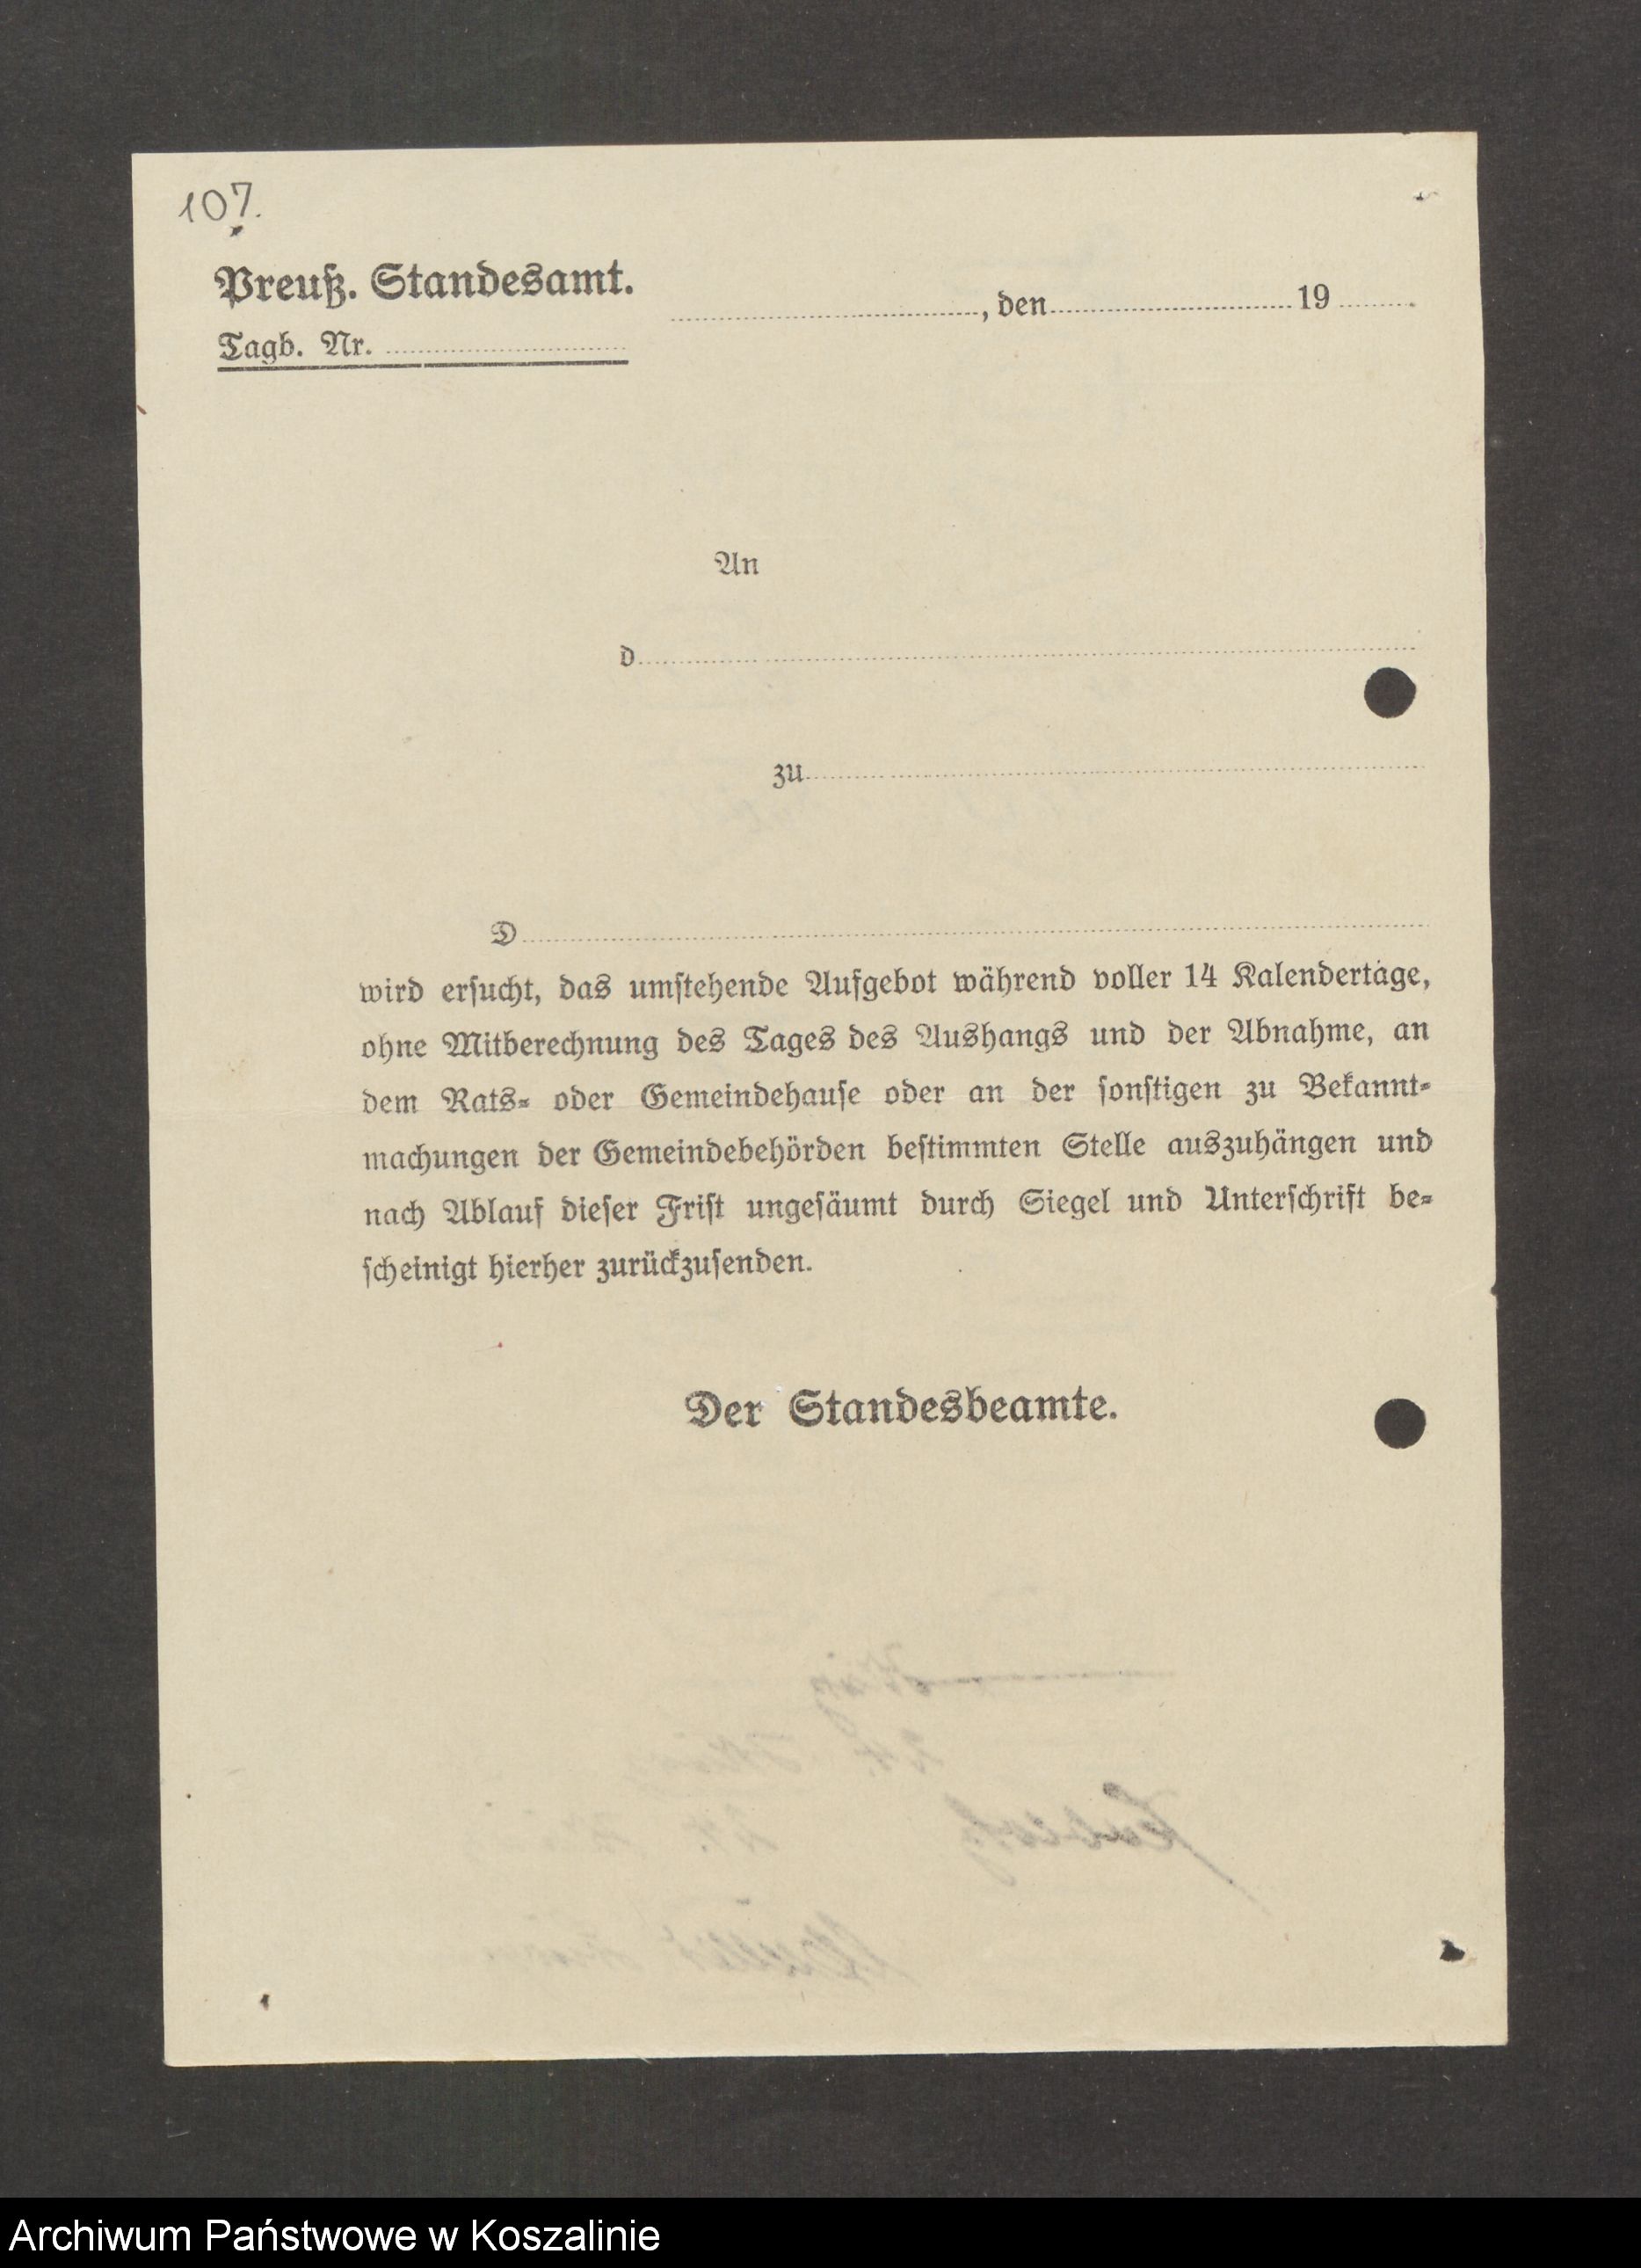 107.
Preuß. Standesamt.
, den 19
Tagb. Nr.
An
d
zu
D
wird ersucht, das umstehende Aufgebot während voller 14 Kalendertage,
ohne Mitberechnung des Tages des Aushangs und der Abnahme, an
dem Rats- oder Gemeindehause oder an der sonstigen zu Bekannt-
machungen der Gemeindebehörden bestimmten Stelle auszuhängen und
nach Ablauf dieser Frist ungesäumt durch Siegel und Unterschrift be-
scheinigt hierher zurückzusenden.
Der Standesbeamte.
Archiwum Państwowe w Koszalinie